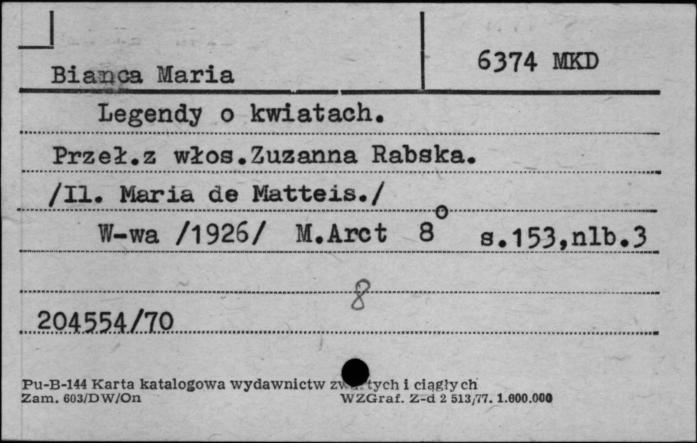 6374 MKD
Bianca Maria
Legendy o kwiatach.
Przeł.z włos.Zuzanna Rabska.
/Il. Maria de Matteis./
W-wa /1926/ M.Arct 8° s.153,nlb.3
8
204554/70
Pu-B-144 Karta katalogowa wydawnictw i ciągłych
Zam. 603/DW/On WZGraf. Z-d 2 513/77. 1.000.000